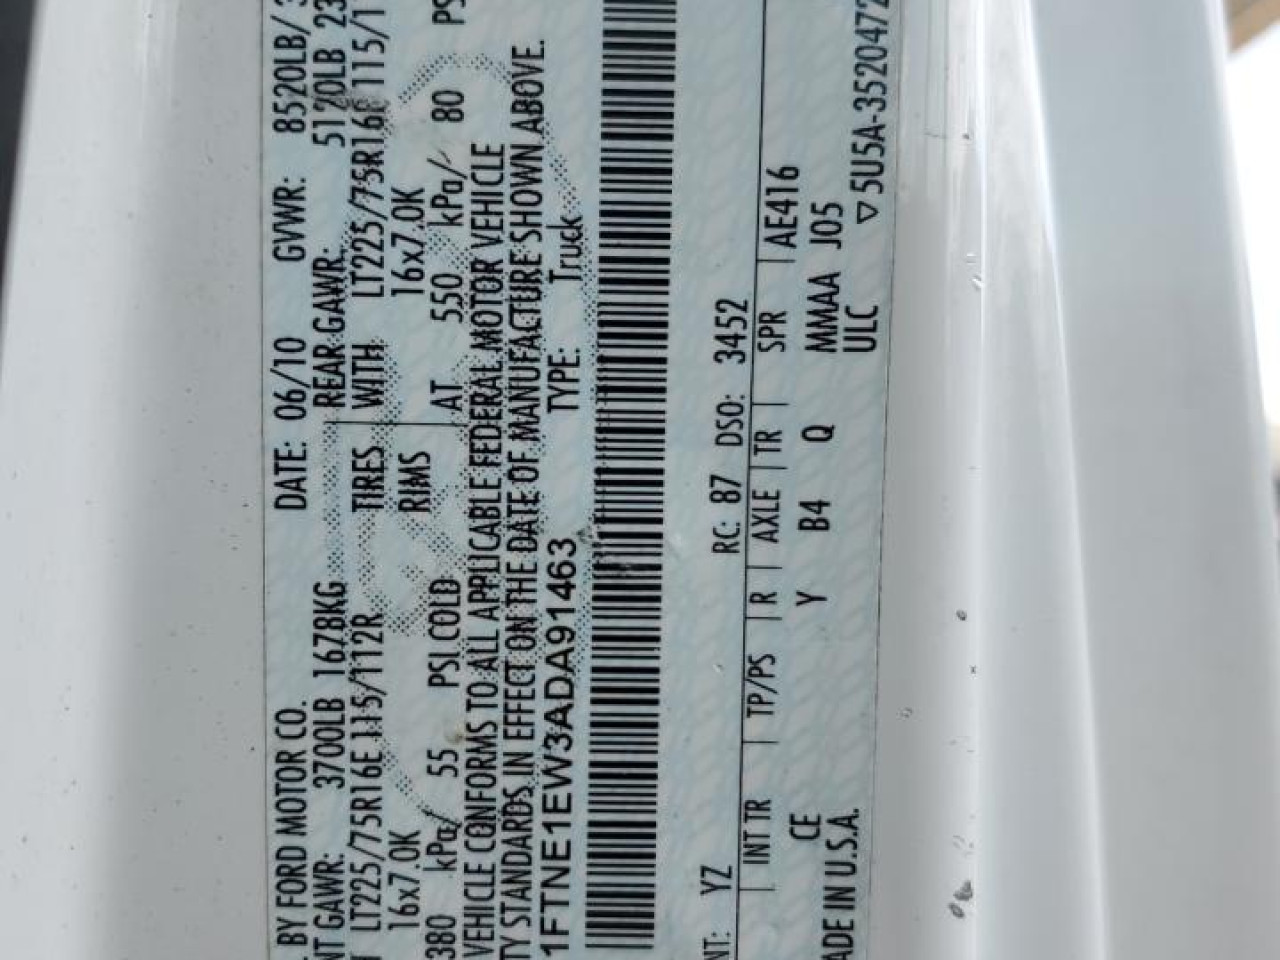 BY FORD MOTOR CO. DATE: 06/10 GVWR: 8520LB/
NT GAWR: 3700LB 1678KG REAR GAWR: 5120LB 23
LT225/75R16E 115/112R TIRES WITH LT225/75R16E 115/1
16x7.0K RIMS 16x7.0K
380 kPa/ 55 PSI COLD AT 550 kPa/ 80 PS
VEHICLE CONFORMS TO ALL APPLICABLE FEDERAL MOTOR VEHICLE
TY STANDARDS IN EFFECT ON THE DATE OF MANUFACTURE SHOWN ABOVE.
1FTNE1EW3ADA91463 TYPE: Truck
NT: YZ RC: 87 DSO: 3452
INT TR | TP/PS | R | AXLE | TR | SPR | AE416
CE Y B4 Q MMAA J05
ADE IN U.S.A. ULC ▽ 5U5A-3520472